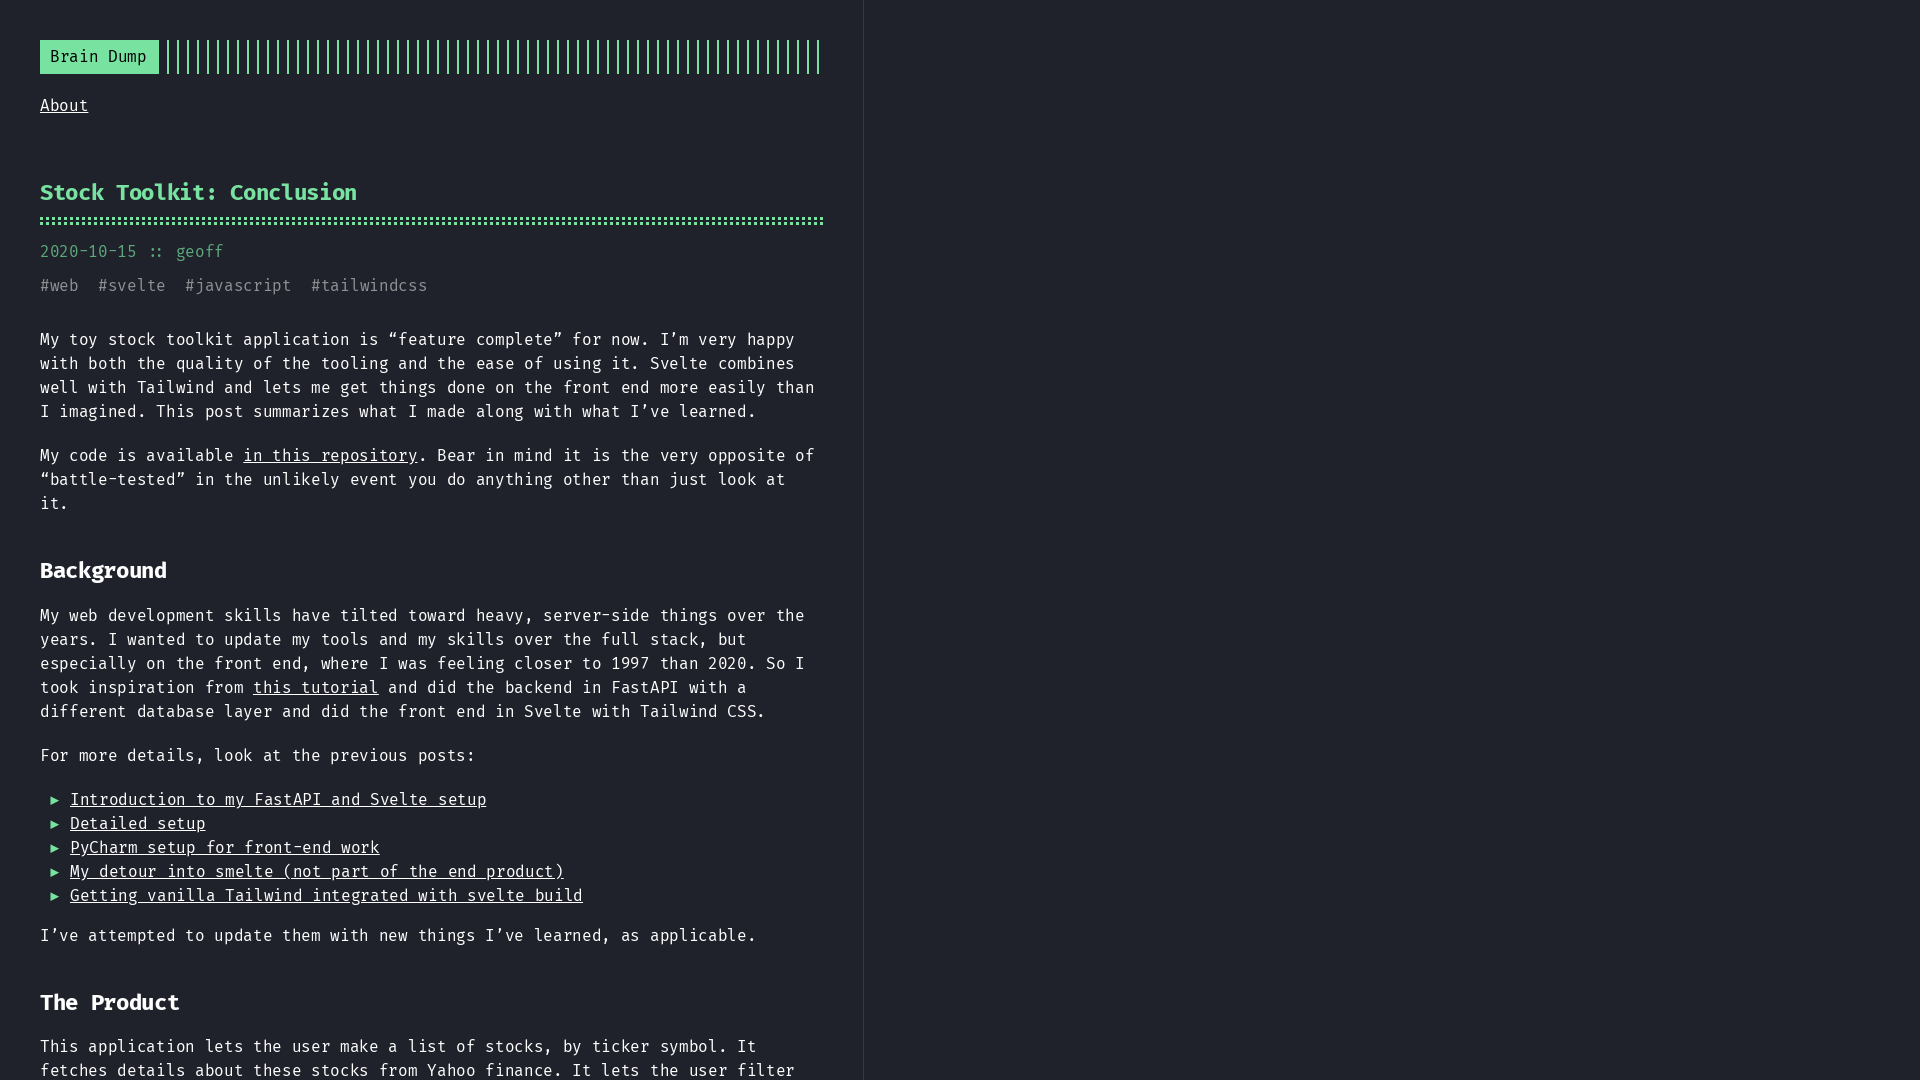 Brain Dump
About
Stock Toolkit: Conclusion
2020-10-15 :: geoff
#web #svelte #javascript #tailwindcss
My toy stock toolkit application is “feature complete” for now. I’m very happy
with both the quality of the tooling and the ease of using it. Svelte combines
well with Tailwind and lets me get things done on the front end more easily than
I imagined. This post summarizes what I made along with what I’ve learned.
My code is available in this repository. Bear in mind it is the very opposite of
“battle-tested” in the unlikely event you do anything other than just look at
it.
Background
My web development skills have tilted toward heavy, server-side things over the
years. I wanted to update my tools and my skills over the full stack, but
especially on the front end, where I was feeling closer to 1997 than 2020. So I
took inspiration from this tutorial and did the backend in FastAPI with a
different database layer and did the front end in Svelte with Tailwind CSS.
For more details, look at the previous posts:
Introduction to my FastAPI and Svelte setup
Detailed setup
PyCharm setup for front-end work
My detour into smelte (not part of the end product)
Getting vanilla Tailwind integrated with svelte build
I’ve attempted to update them with new things I’ve learned, as applicable.
The Product
This application lets the user make a list of stocks, by ticker symbol. It
fetches details about these stocks from Yahoo finance. It lets the user filter